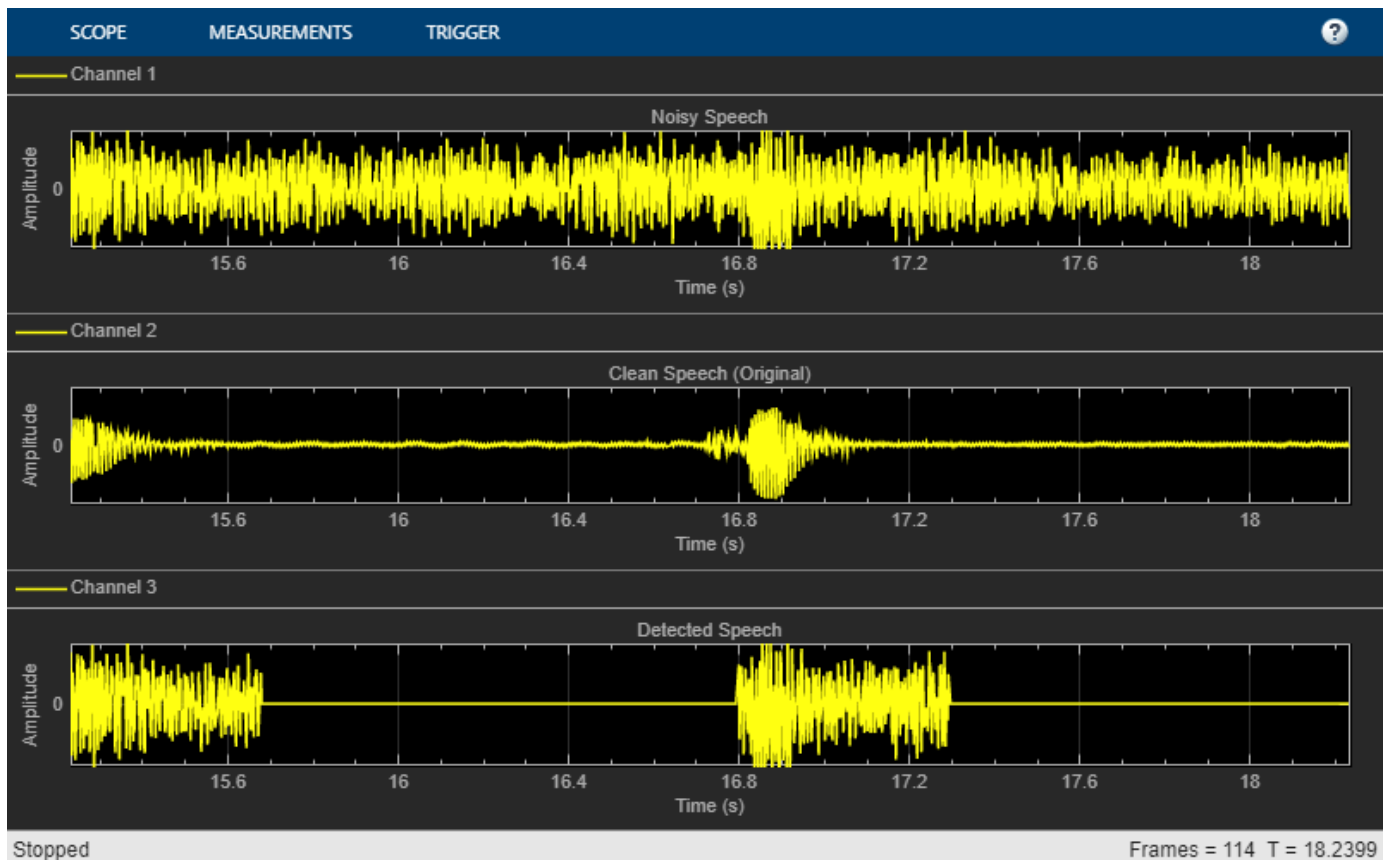 SCOPE MEASUREMENTS TRIGGER ?
Channel 1
Noisy Speech
Amplitude
0
15.6 16 16.4 16.8 17.2 17.6 18
Time (s)
Channel 2
Clean Speech (Original)
Amplitude
0
15.6 16 16.4 16.8 17.2 17.6 18
Time (s)
Channel 3
Detected Speech
Amplitude
0
15.6 16 16.4 16.8 17.2 17.6 18
Time (s)
Stopped Frames = 114 T = 18.2399